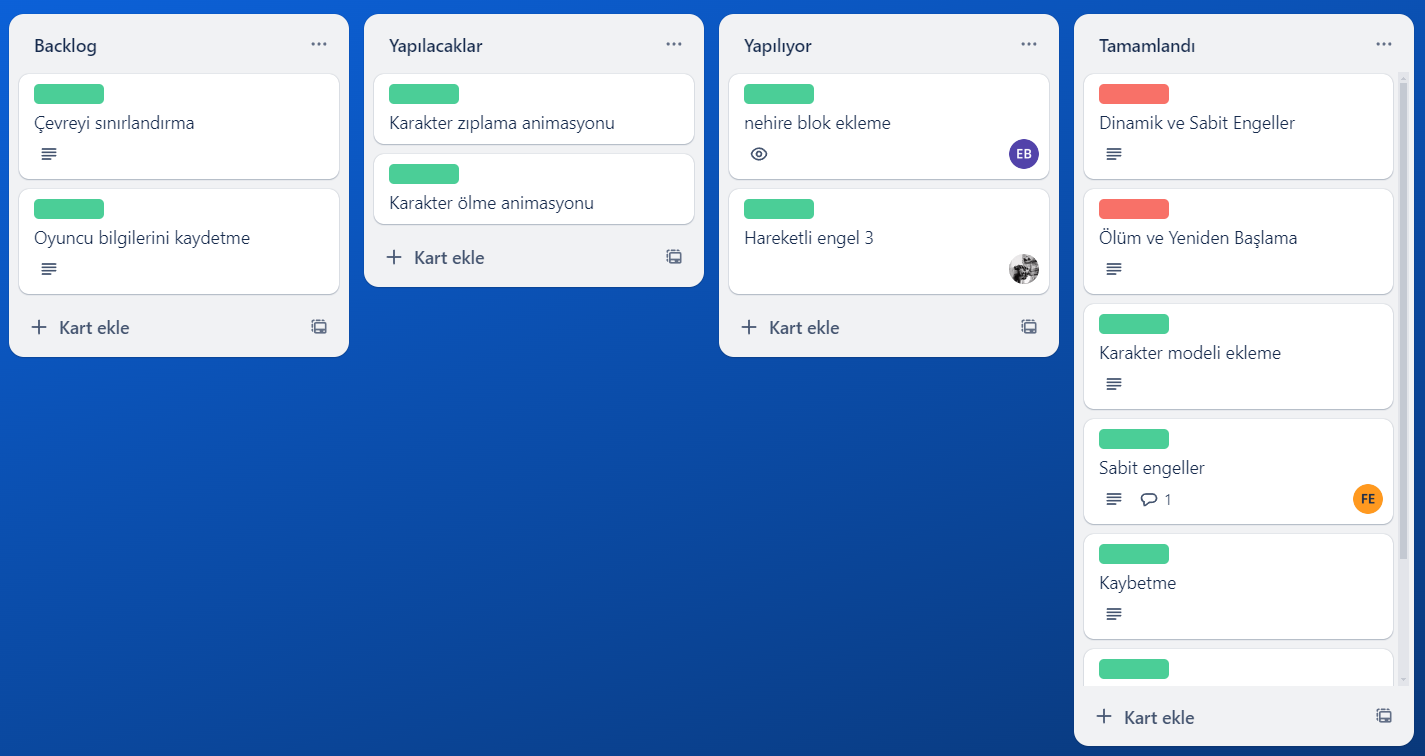 Backlog
Çevreyi sınırlandırma
Oyuncu bilgilerini kaydetme
Kart ekle
Yapılacaklar
Karakter zıplama animasyonu
Karakter ölme animasyonu
Kart ekle
Yapılıyor
nehire blok ekleme
EB
Hareketli engel 3
Kart ekle
Tamamlandı
Dinamik ve Sabit Engeller
Ölüm ve Yeniden Başlama
Karakter modeli ekleme
Sabit engeller
1
FE
Kaybetme
Kart ekle